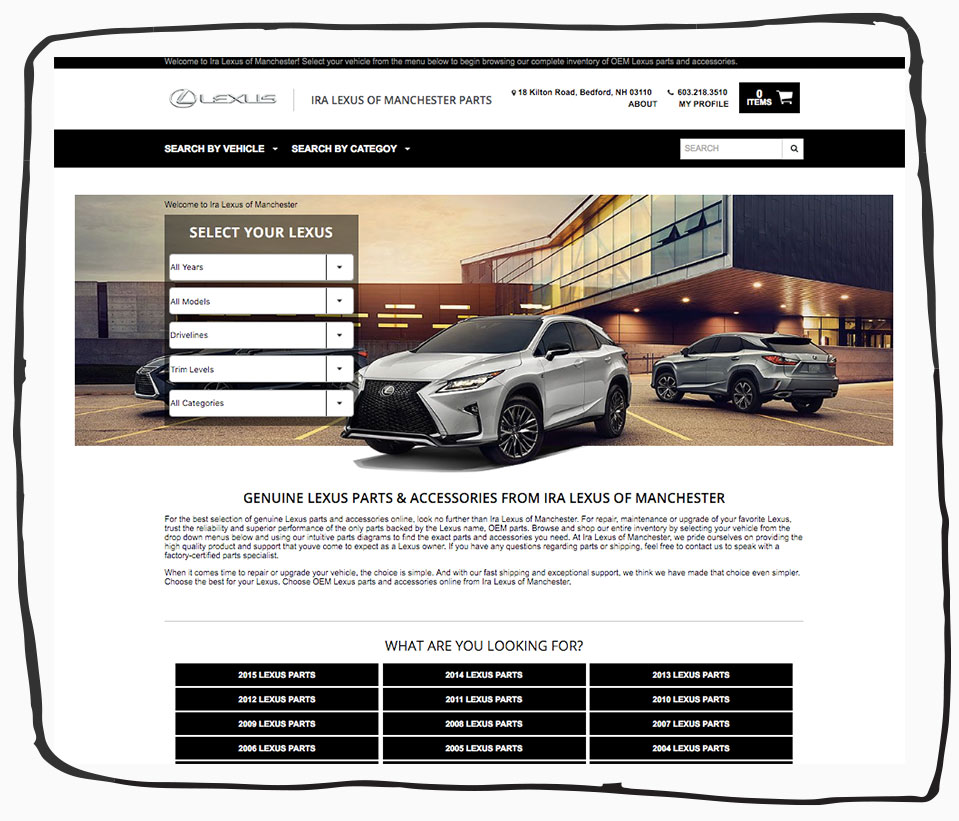 Welcome to Ira Lexus of Manchester! Select your vehicle from the menu below to begin browsing our complete inventory of OEM Lexus parts and accessories.
LEXUS
IRA LEXUS OF MANCHESTER PARTS
18 Kilton Road, Bedford, NH 03110
603.218.3510
ABOUT
MY PROFILE
0
ITEMS
SEARCH BY VEHICLE
SEARCH BY CATEGOY
SEARCH
Welcome to Ira Lexus of Manchester
SELECT YOUR LEXUS
All Years
All Models
Drivelines
Trim Levels
All Categories
GENUINE LEXUS PARTS & ACCESSORIES FROM IRA LEXUS OF MANCHESTER
For the best selection of genuine Lexus parts and accessories online, look no further than Ira Lexus of Manchester. For repair, maintenance or upgrade of your favorite Lexus,
trust the reliability and superior performance of the only parts backed by the Lexus name, OEM parts. Browse and shop our entire inventory by selecting your vehicle from the
drop down menus below and using our intuitive parts diagrams to find the exact parts and accessories you need. At Ira Lexus of Manchester, we pride ourselves on providing the
high quality product and support that youve come to expect as a Lexus owner. If you have any questions regarding parts or shipping, feel free to contact us to speak with a
factory-certified parts specialist.
When it comes time to repair or upgrade your vehicle, the choice is simple. And with our fast shipping and exceptional support, we think we have made that choice even simpler.
Choose the best for your Lexus. Choose OEM Lexus parts and accessories online from Ira Lexus of Manchester.
WHAT ARE YOU LOOKING FOR?
2015 LEXUS PARTS
2014 LEXUS PARTS
2013 LEXUS PARTS
2012 LEXUS PARTS
2011 LEXUS PARTS
2010 LEXUS PARTS
2009 LEXUS PARTS
2008 LEXUS PARTS
2007 LEXUS PARTS
2006 LEXUS PARTS
2005 LEXUS PARTS
2004 LEXUS PARTS